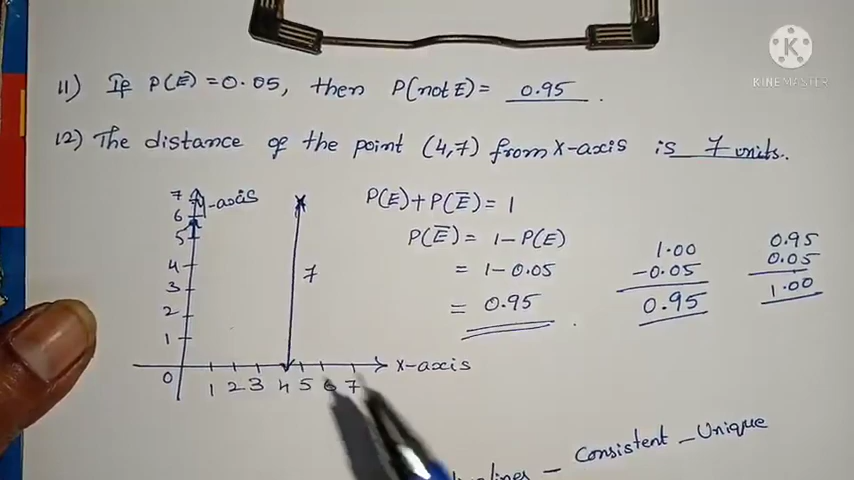 K
KINEMASTER
11) If P(E) = 0.05, then P(not E) = 0.95.
12) The distance of the point (4,7) from X-axis is 7 units.
7 Y-axis
6
5
4
3
2
1
0 1 2 3 4 5 6 7 X-axis
7
P(E)+P(E̅) = 1
P(E̅) = 1-P(E)
= 1-0.05
= 0.95
1.00
-0.05
0.95
0.95
0.05
1.00
lines - Consistent - Unique